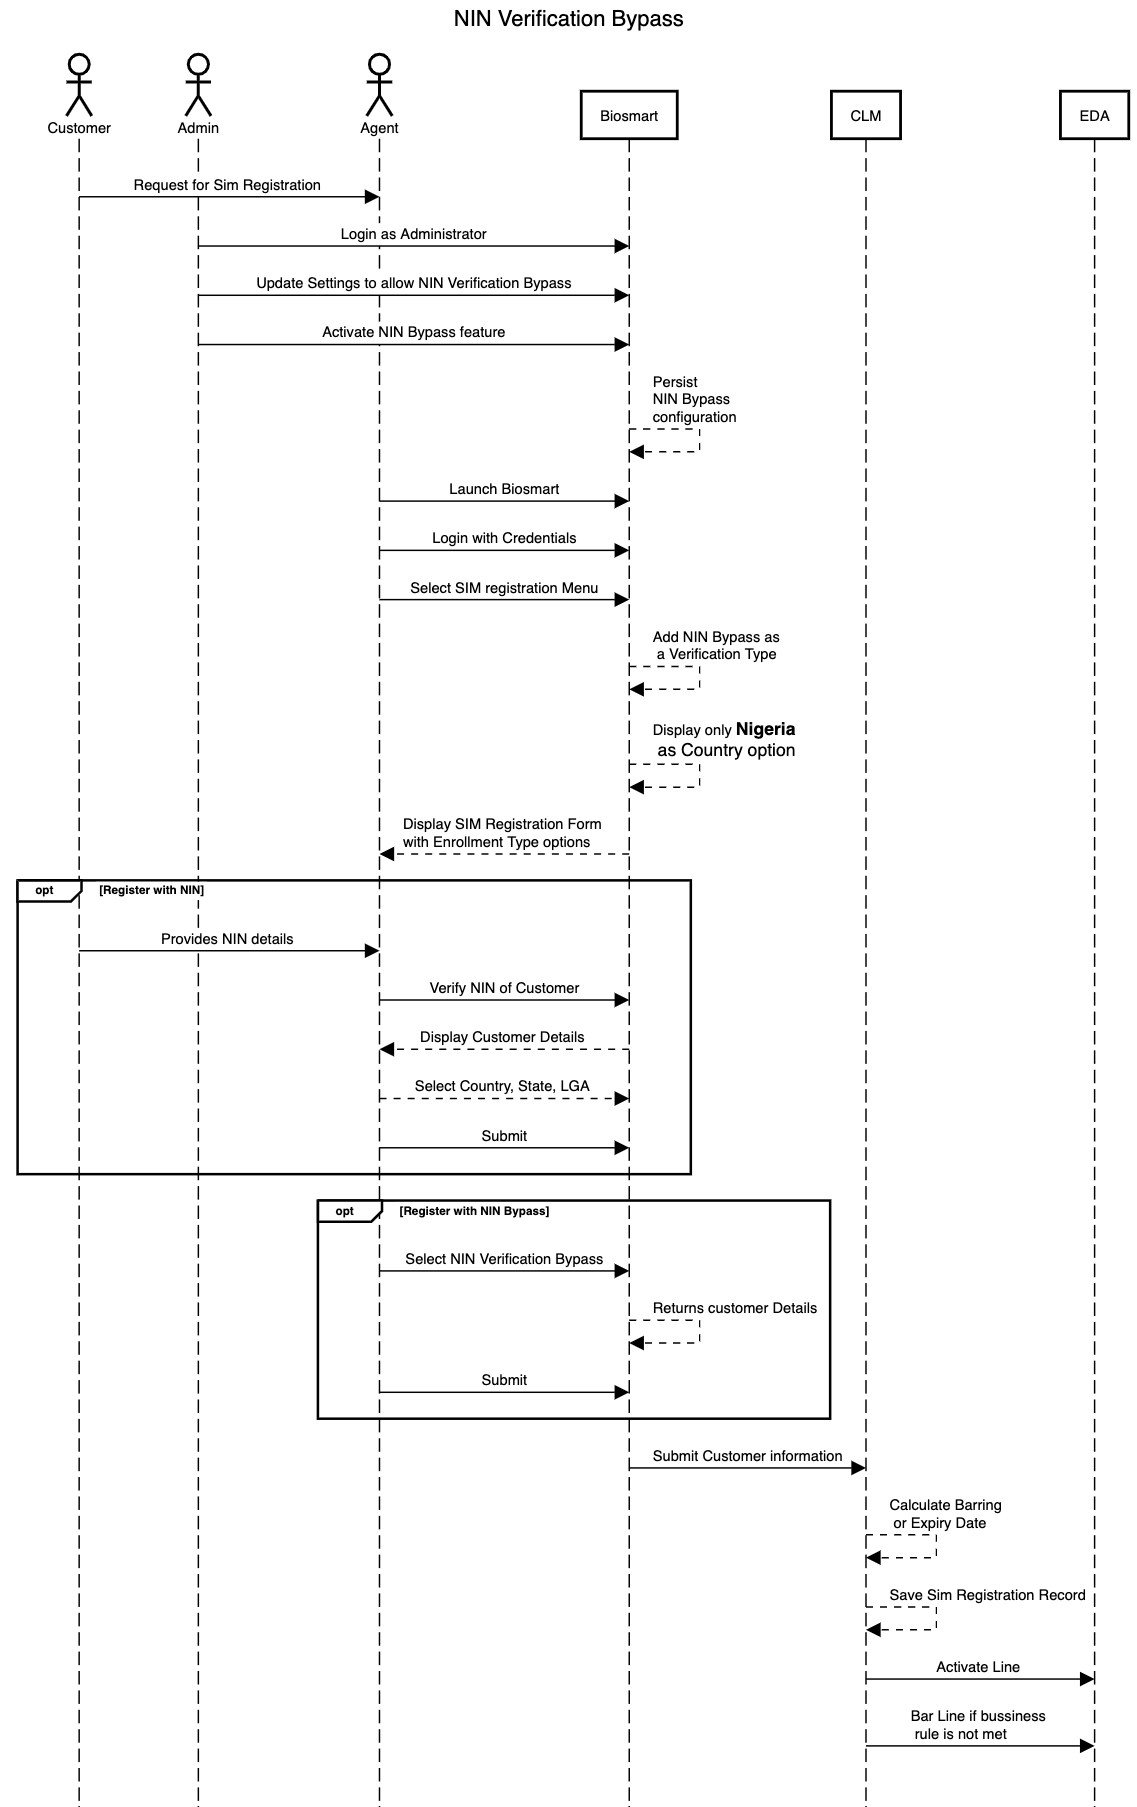 NIN Verification Bypass
Customer
Admin
Agent
Biosmart
CLM
EDA
Request for Sim Registration
Login as Administrator
Update Settings to allow NIN Verification Bypass
Activate NIN Bypass feature
Persist
NIN Bypass
configuration
Launch Biosmart
Login with Credentials
Select SIM registration Menu
Add NIN Bypass as
a Verification Type
Display only Nigeria
as Country option
Display SIM Registration Form
with Enrollment Type options
opt [Register with NIN]
Provides NIN details
Verify NIN of Customer
Display Customer Details
Select Country, State, LGA
Submit
opt [Register with NIN Bypass]
Select NIN Verification Bypass
Returns customer Details
Submit
Submit Customer information
Calculate Barring
or Expiry Date
Save Sim Registration Record
Activate Line
Bar Line if bussiness
rule is not met